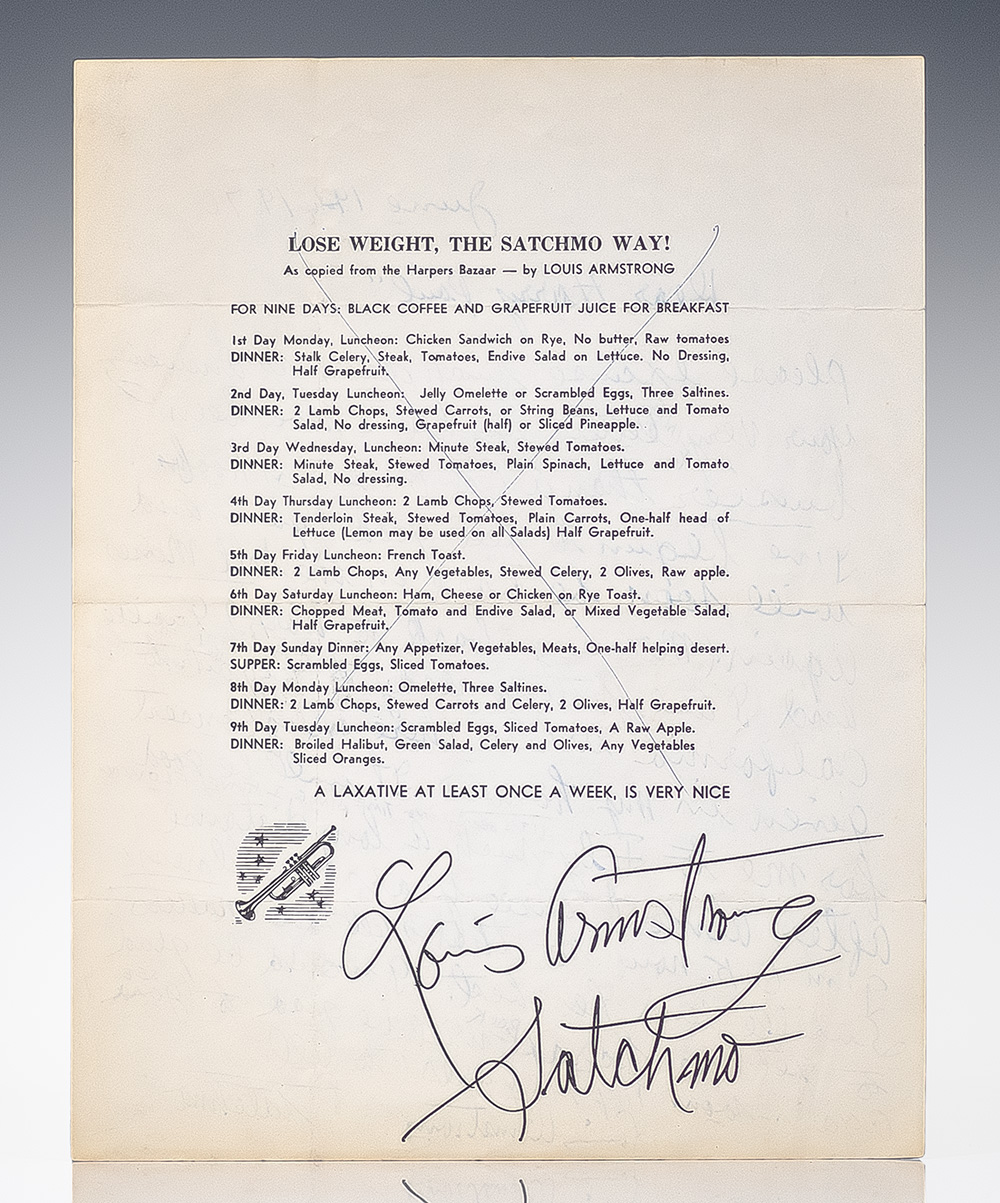 LOSE WEIGHT, THE SATCHMO WAY!
As copied from the Harpers Bazaar — by LOUIS ARMSTRONG
FOR NINE DAYS: BLACK COFFEE AND GRAPEFRUIT JUICE FOR BREAKFAST
1st Day Monday, Luncheon: Chicken Sandwich on Rye, No butter, Raw tomatoes
DINNER: Stalk Celery, Steak, Tomatoes, Endive Salad on Lettuce. No Dressing,
Half Grapefruit.
2nd Day, Tuesday Luncheon: Jelly Omelette or Scrambled Eggs, Three Saltines.
DINNER: 2 Lamb Chops, Stewed Carrots, or String Beans, Lettuce and Tomato
Salad, No dressing, Grapefruit (half) or Sliced Pineapple.
3rd Day Wednesday, Luncheon: Minute Steak, Stewed Tomatoes.
DINNER: Minute Steak, Stewed Tomatoes, Plain Spinach, Lettuce and Tomato
Salad, No dressing.
4th Day Thursday Luncheon: 2 Lamb Chops, Stewed Tomatoes.
DINNER: Tenderloin Steak, Stewed Tomatoes, Plain Carrots, One-half head of
Lettuce (Lemon may be used on all Salads) Half Grapefruit.
5th Day Friday Luncheon: French Toast.
DINNER: 2 Lamb Chops, Any Vegetables, Stewed Celery, 2 Olives, Raw apple.
6th Day Saturday Luncheon: Ham, Cheese or Chicken on Rye Toast.
DINNER: Chopped Meat, Tomato and Endive Salad, or Mixed Vegetable Salad,
Half Grapefruit.
7th Day Sunday Dinner: Any Appetizer, Vegetables, Meats, One-half helping desert.
SUPPER: Scrambled Eggs, Sliced Tomatoes.
8th Day Monday Luncheon: Omelette, Three Saltines.
DINNER: 2 Lamb Chops, Stewed Carrots and Celery, 2 Olives, Half Grapefruit.
9th Day Tuesday Luncheon: Scrambled Eggs, Sliced Tomatoes, A Raw Apple.
DINNER: Broiled Halibut, Green Salad, Celery and Olives, Any Vegetables
Sliced Oranges.
A LAXATIVE AT LEAST ONCE A WEEK, IS VERY NICE
Louis Armstrong
Satchmo